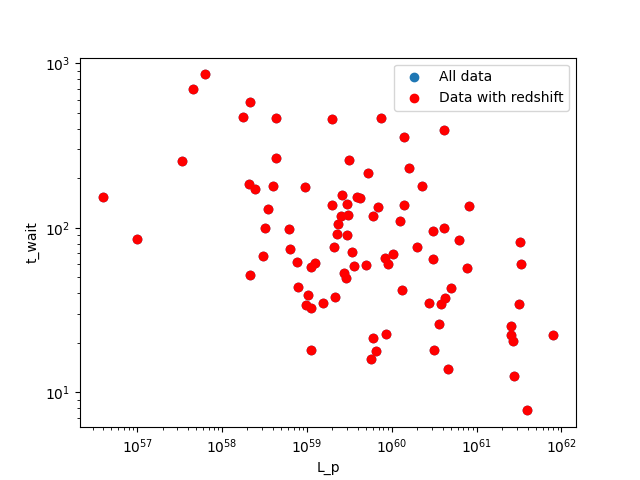 10³
All data
Data with redshift
t_wait
10²
10¹
10⁵⁷ 10⁵⁸ 10⁵⁹ 10⁶⁰ 10⁶¹ 10⁶²
L_p